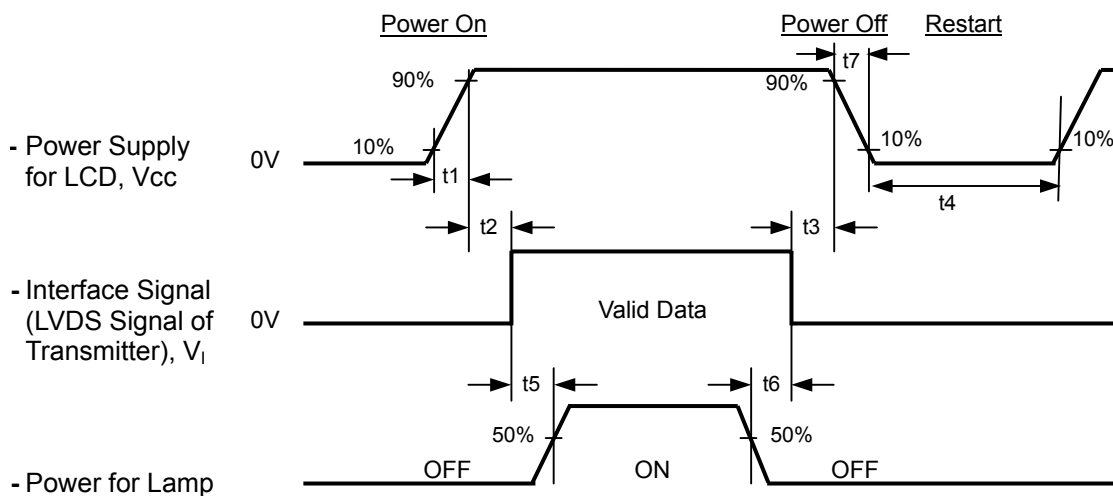 Power On
Power Off
Restart
t7
90%
90%
10%
10%
10%
- Power Supply
for LCD, Vcc
0V
t1
t4
t2
t3
- Interface Signal
(LVDS Signal of
Transmitter), VI
0V
Valid Data
t5
t6
50%
50%
OFF
ON
OFF
- Power for Lamp